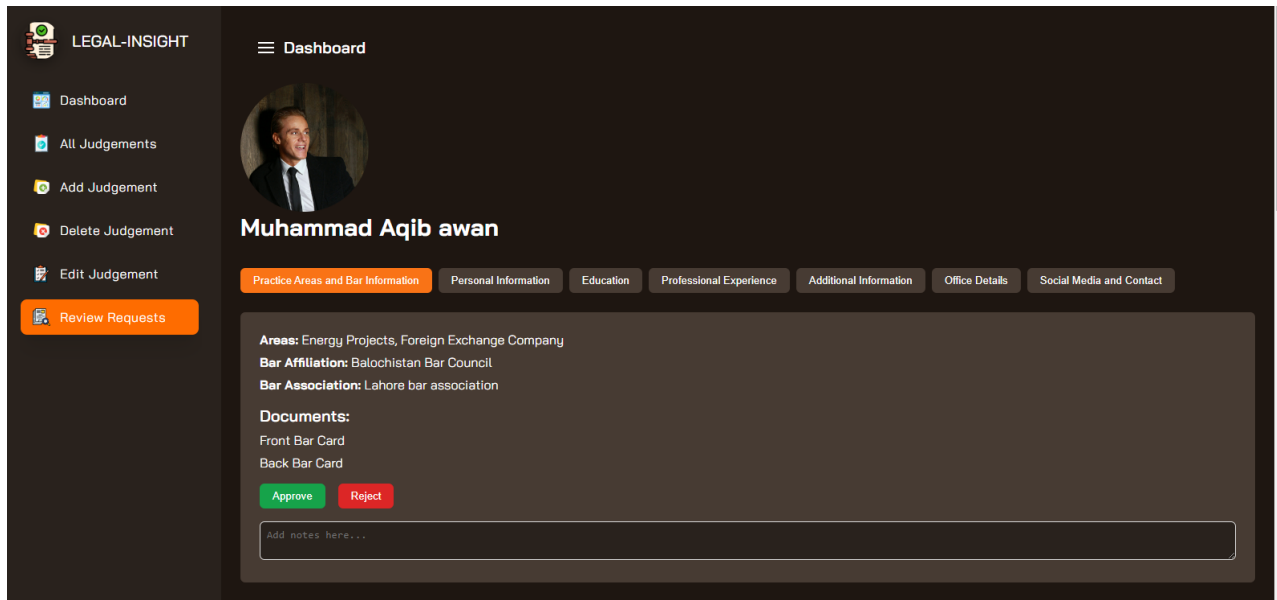 LEGAL-INSIGHT
Dashboard
All Judgements
Add Judgement
Delete Judgement
Edit Judgement
Review Requests
Dashboard
Muhammad Aqib awan
Practice Areas and Bar Information
Personal Information
Education
Professional Experience
Additional Information
Office Details
Social Media and Contact
Areas: Energy Projects, Foreign Exchange Company
Bar Affiliation: Balochistan Bar Council
Bar Association: Lahore bar association
Documents:
Front Bar Card
Back Bar Card
Approve
Reject
Add notes here...